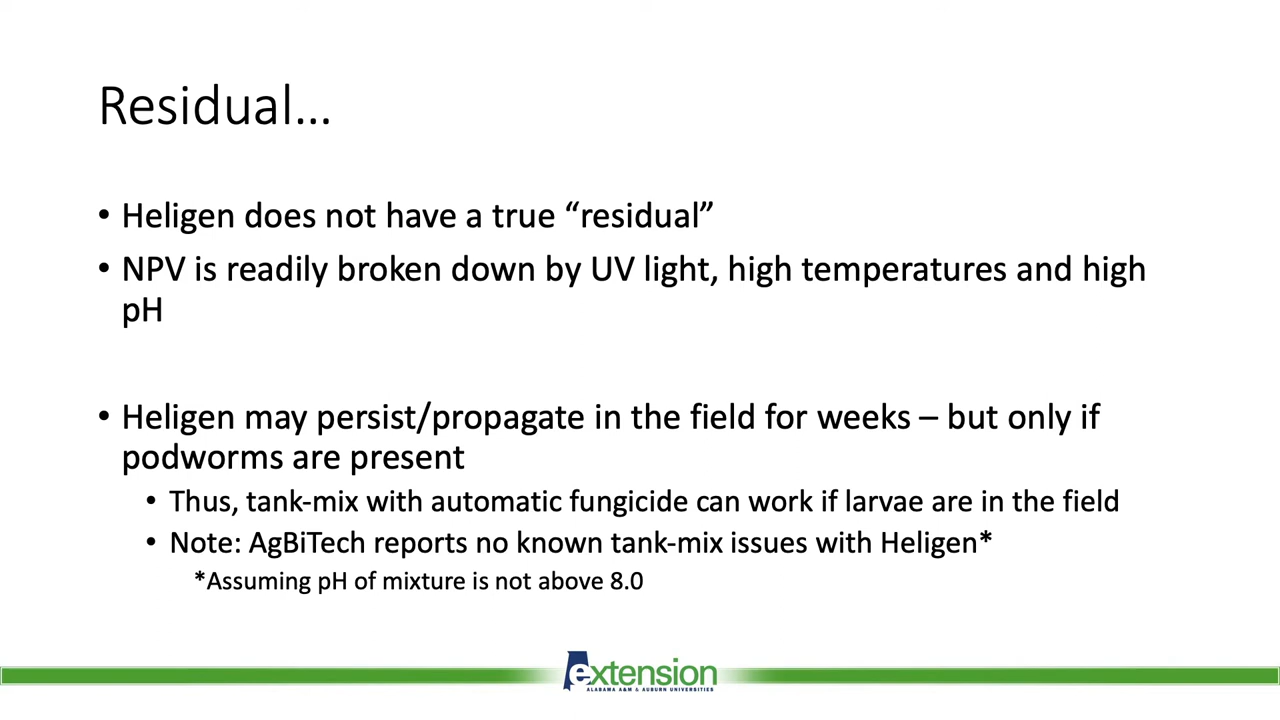 Residual...
• Heligen does not have a true “residual”
• NPV is readily broken down by UV light, high temperatures and high
pH
• Heligen may persist/propagate in the field for weeks – but only if
podworms are present
• Thus, tank-mix with automatic fungicide can work if larvae are in the field
• Note: AgBiTech reports no known tank-mix issues with Heligen*
*Assuming pH of mixture is not above 8.0
extension
ALABAMA A&M & AUBURN UNIVERSITIES